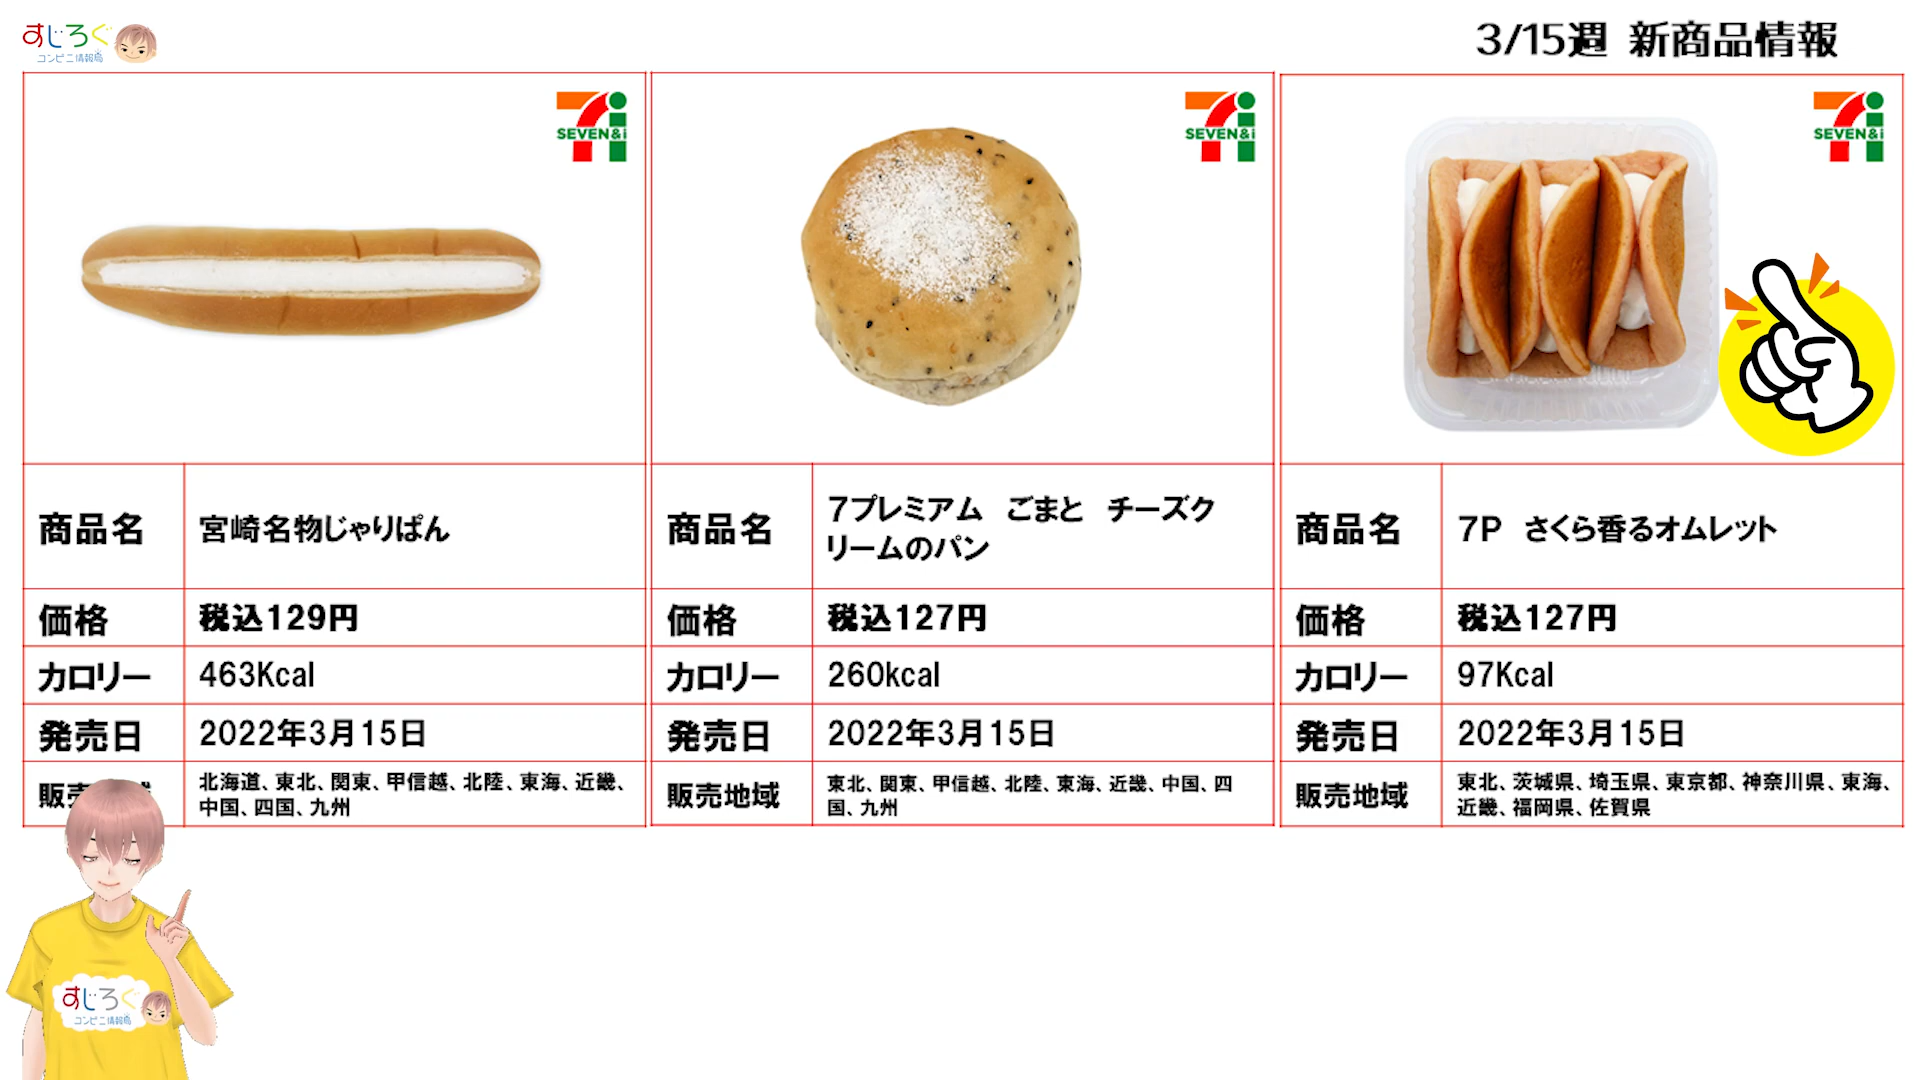 すじろぐ
コンビニ情報局
3/15週 新商品情報
SEVEN&i
商品名
宮崎名物じゃりぱん
価格
税込129円
カロリー
463Kcal
発売日
2022年3月15日
販売
北海道、東北、関東、甲信越、北陸、東海、近畿、
中国、四国、九州
SEVEN&i
商品名
7プレミアム ごまと チーズク
リームのパン
価格
税込127円
カロリー
260kcal
発売日
2022年3月15日
販売地域
東北、関東、甲信越、北陸、東海、近畿、中国、四
国、九州
SEVEN&i
商品名
7P さくら香るオムレット
価格
税込127円
カロリー
97Kcal
発売日
2022年3月15日
販売地域
東北、茨城県、埼玉県、東京都、神奈川県、東海、
近畿、福岡県、佐賀県
すじろぐ
コンビニ情報局